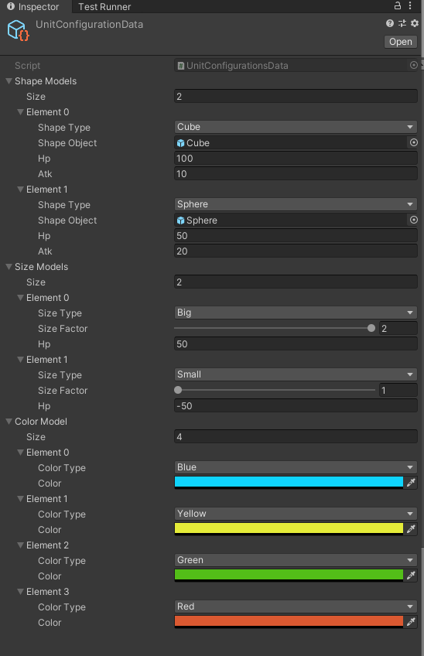 Inspector Test Runner
UnitConfigurationData
Open
Script UnitConfigurationsData
Shape Models
Size 2
Element 0
Shape Type Cube
Shape Object Cube
Hp 100
Atk 10
Element 1
Shape Type Sphere
Shape Object Sphere
Hp 50
Atk 20
Size Models
Size 2
Element 0
Size Type Big
Size Factor 2
Hp 50
Element 1
Size Type Small
Size Factor 1
Hp -50
Color Model
Size 4
Element 0
Color Type Blue
Color
Element 1
Color Type Yellow
Color
Element 2
Color Type Green
Color
Element 3
Color Type Red
Color